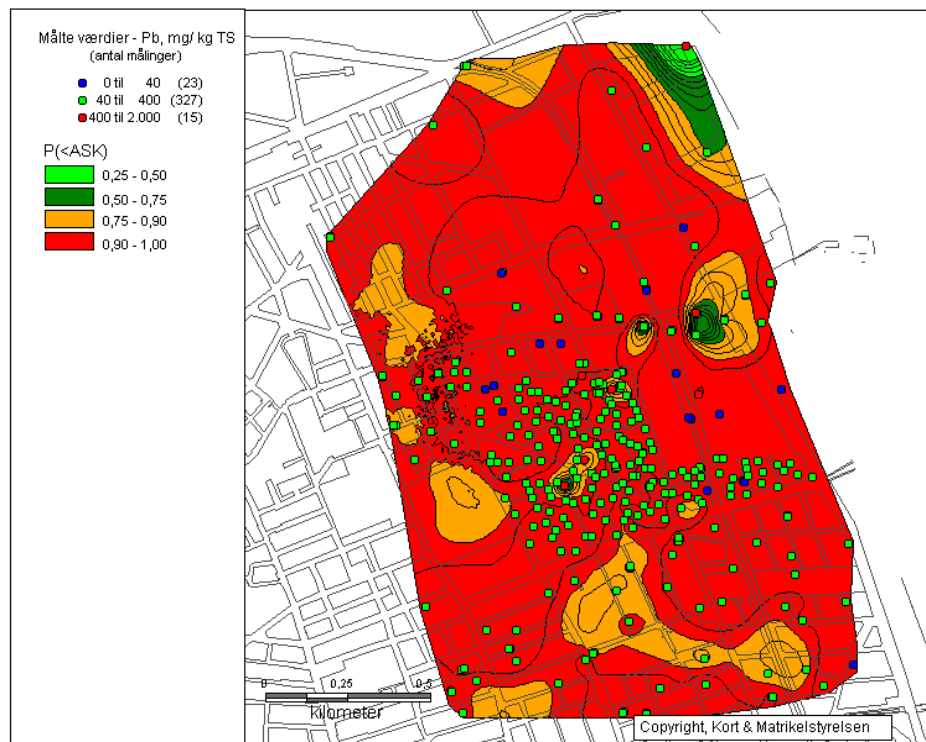 Målte værdier - Pb, mg/ kg TS
(antal målinger)
0 til 40 (23)
40 til 400 (327)
400 til 2.000 (15)
P(<ASK)
0,25 - 0,50
0,50 - 0,75
0,75 - 0,90
0,90 - 1,00
0 0,25 0,5
kilometer
Copyright, Kort & Matrikelstyrelsen